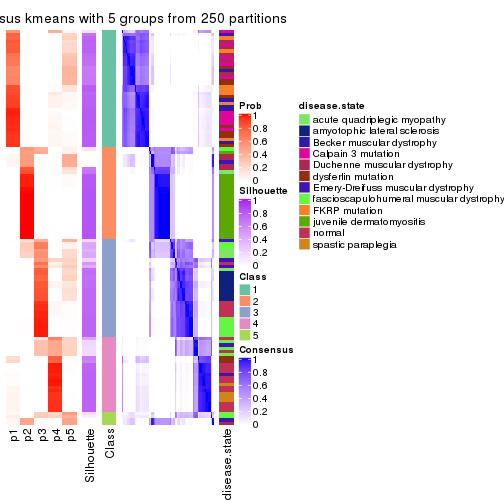 sus kmeans with 5 groups from 250 partitions
Prob
1
0.8
0.6
0.4
0.2
0
Silhouette
1
0.8
0.6
0.4
0.2
0
Class
1
2
3
4
5
Consensus
1
0.8
0.6
0.4
0.2
0
disease.state
acute quadriplegic myopathy
amyotophic lateral sclerosis
Becker muscular dystrophy
Calpain 3 mutation
Duchenne muscular dystrophy
dysferlin mutation
Emery-Dreifuss muscular dystrophy
fascioscapulohumeral muscular dystrophy
FKRP mutation
juvenile dermatomyositis
normal
spastic paraplegia
p1
p2
p3
p4
p5
Silhouette
Class
disease.state